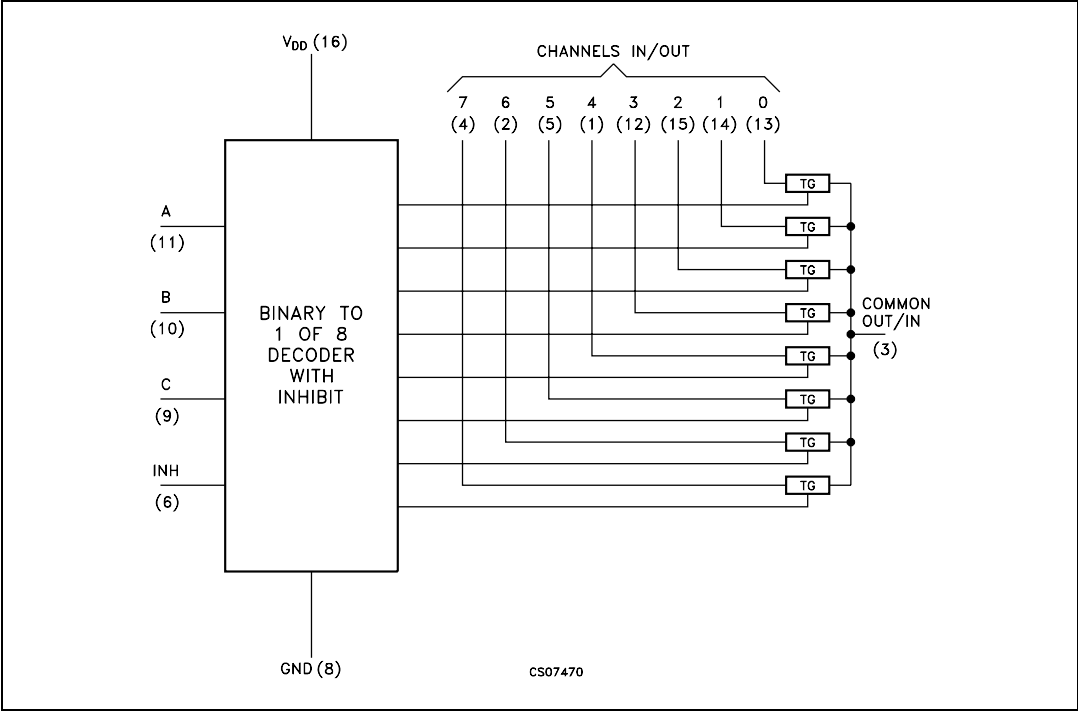 VDD (16)
CHANNELS IN/OUT
7 6 5 4 3 2 1 0
(4) (2) (5) (1) (12) (15) (14) (13)
TG
A
(11)
TG
TG
B
(10)
BINARY TO
1 OF 8
DECODER
WITH
INHIBIT
TG
COMMON
OUT/IN
(3)
TG
C
(9)
TG
TG
INH
(6)
TG
GND (8)
CS07470